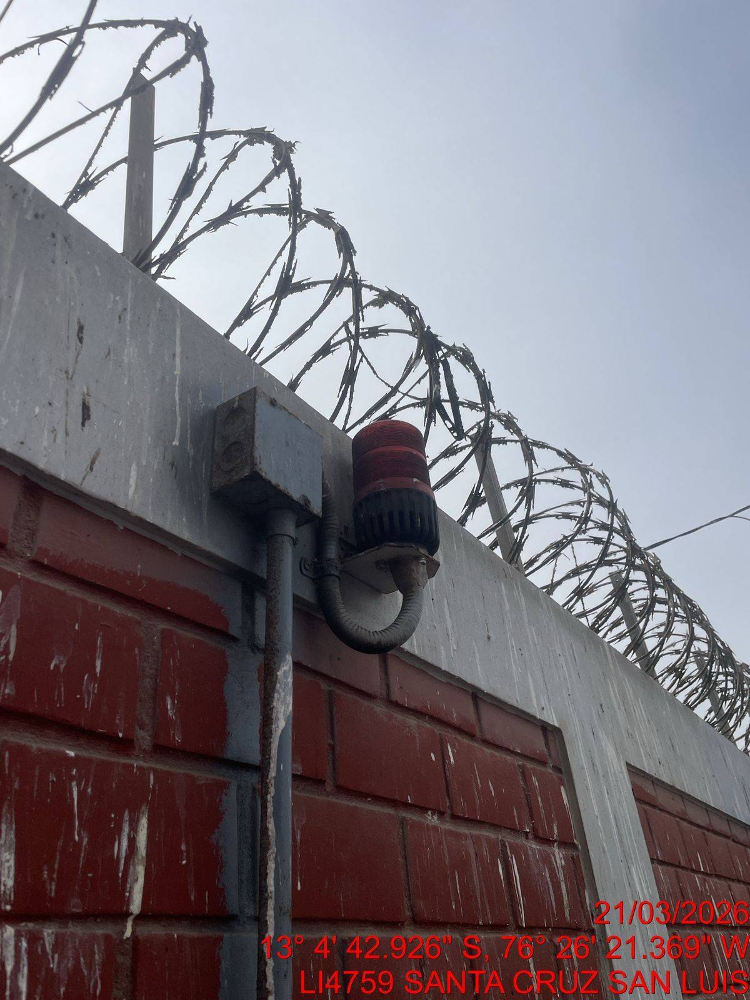 21/03/2026
13° 4' 42.926" S, 76° 26' 21.369" W
LI4759 SANTA CRUZ SAN LUIS